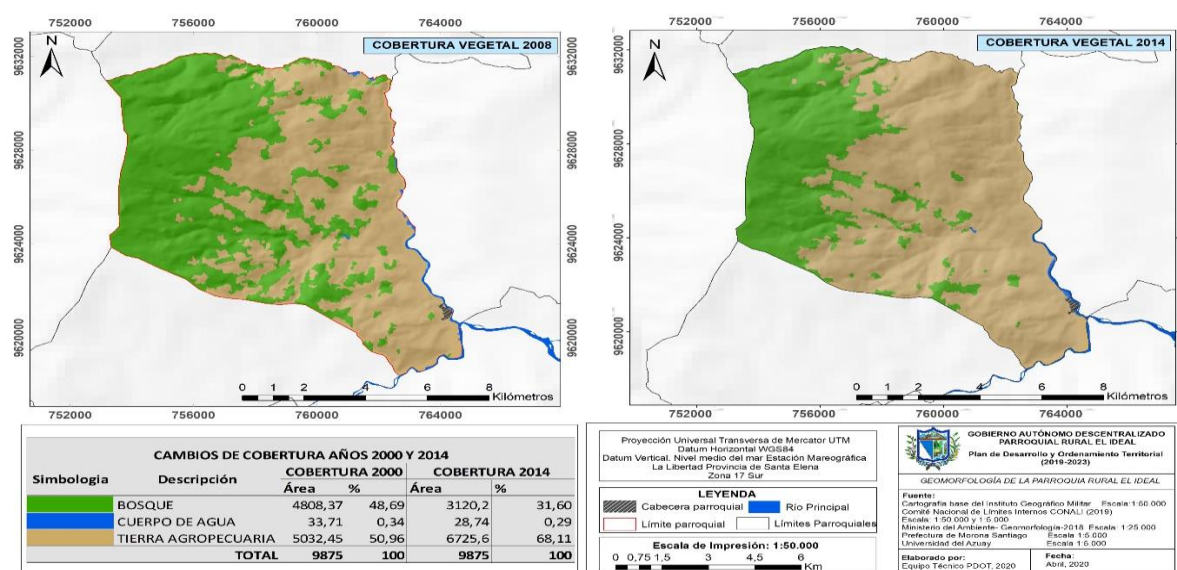 752000 756000 760000 764000
COBERTURA VEGETAL 2008
N
9632000
9628000
9624000
9620000
0 1 2 4 6 8
Kilómetros
752000 756000 760000 764000
752000 756000 760000 764000
COBERTURA VEGETAL 2014
N
9632000
9628000
9624000
9620000
0 1 2 4 6 8
Kilómetros
752000 756000 760000 764000
CAMBIOS DE COBERTURA AÑOS 2000 Y 2014
Simbologia Descripción COBERTURA 2000 COBERTURA 2014
Área % Área %
BOSQUE 4808,37 48,69 3120,2 31,60
CUERPO DE AGUA 33,71 0,34 28,74 0,29
TIERRA AGROPECUARIA 5032,45 50,96 6725,6 68,11
TOTAL 9875 100 9875 100
Proyección Universal Transversa de Mercator UTM
Datum Horizontal WGS84
Datum Vertical. Nivel medio del mar Estación Mareográfica
La Libertad Provincia de Santa Elena
Zona 17 Sur
LEYENDA
Cabecera parroquial Río Principal
Límite parroquial Límites Parroquiales
Escala de Impresión: 1:50.000
0 0,75 1,5 3 4,5 6
Km
GOBIERNO AUTÓNOMO DESCENTRALIZADO
PARROQUIAL RURAL EL IDEAL
Plan de Desarrollo y Ordenamiento Territorial
(2019-2023)
GEOMORFOLOGÍA DE LA PARROQUIA RURAL EL IDEAL
Fuente:
Cartografía base del Instituto Geográfico Militar Escala:
Comité Nacional de Límites Internos CONALI (2019)
Escala: 1:50 000 y 1:5 000
Ministerio del Ambiente- Geomorfología-2018 Escala: 1:25 000
Prefectura de Morona Santiago Escala 1:5.000
Universidad del Azuay Escala 1:5.000
Elaborado por:
Equipo Técnico PDOT, 2020
Fecha:
Abril, 2020